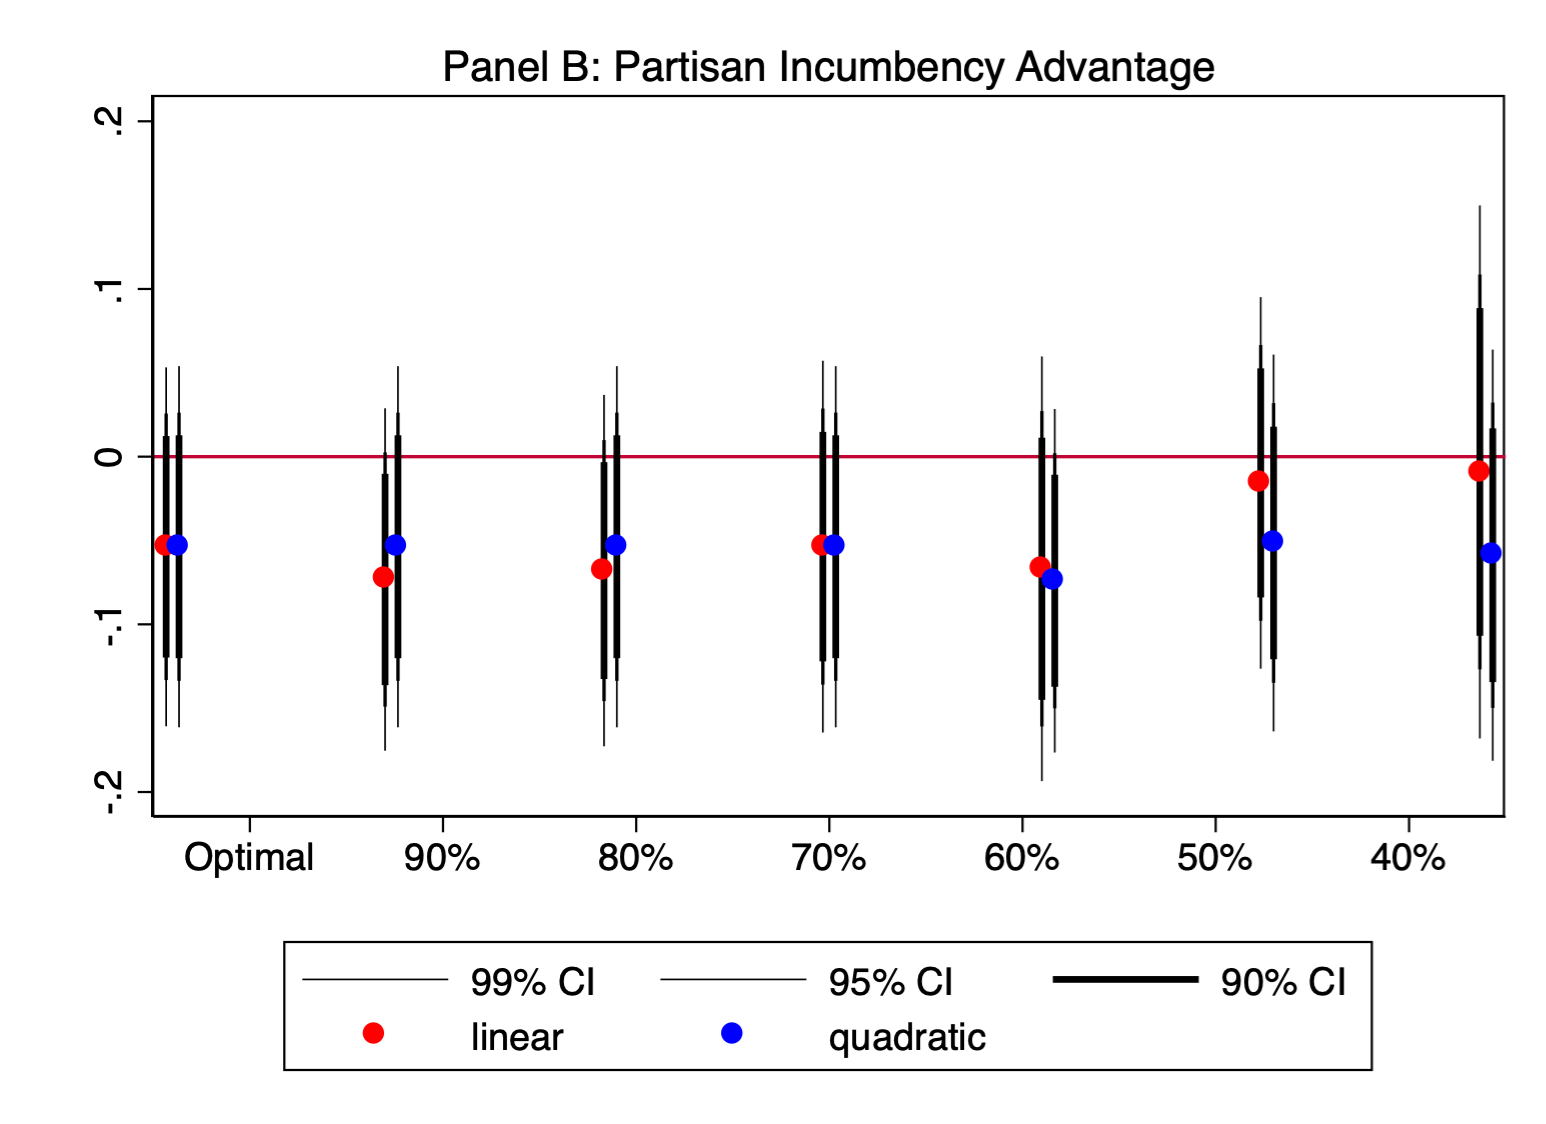 Panel B: Partisan Incumbency Advantage
.2
.1
0
-.1
-.2
Optimal 90% 80% 70% 60% 50% 40%
99% CI 95% CI 90% CI
linear quadratic